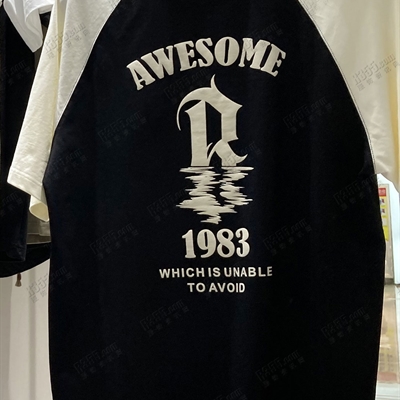 AWESOME
R
1983
WHICH IS UNABLE
TO AVOID